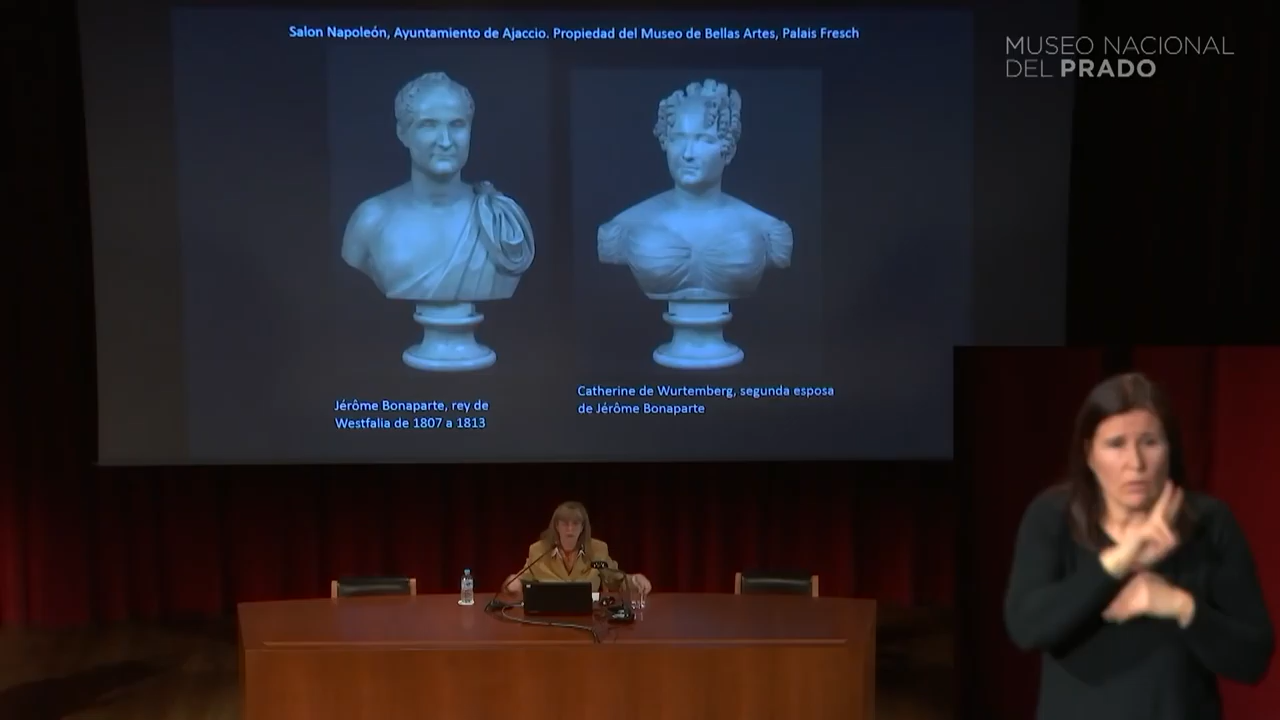 Salon Napoleón, Ayuntamiento de Ajaccio. Propiedad del Museo de Bellas Artes, Palais Fresch
MUSEO NACIONAL
DEL PRADO
Jérôme Bonaparte, rey de
Westfalia de 1807 a 1813
Catherine de Wurtemberg, segunda esposa
de Jérôme Bonaparte